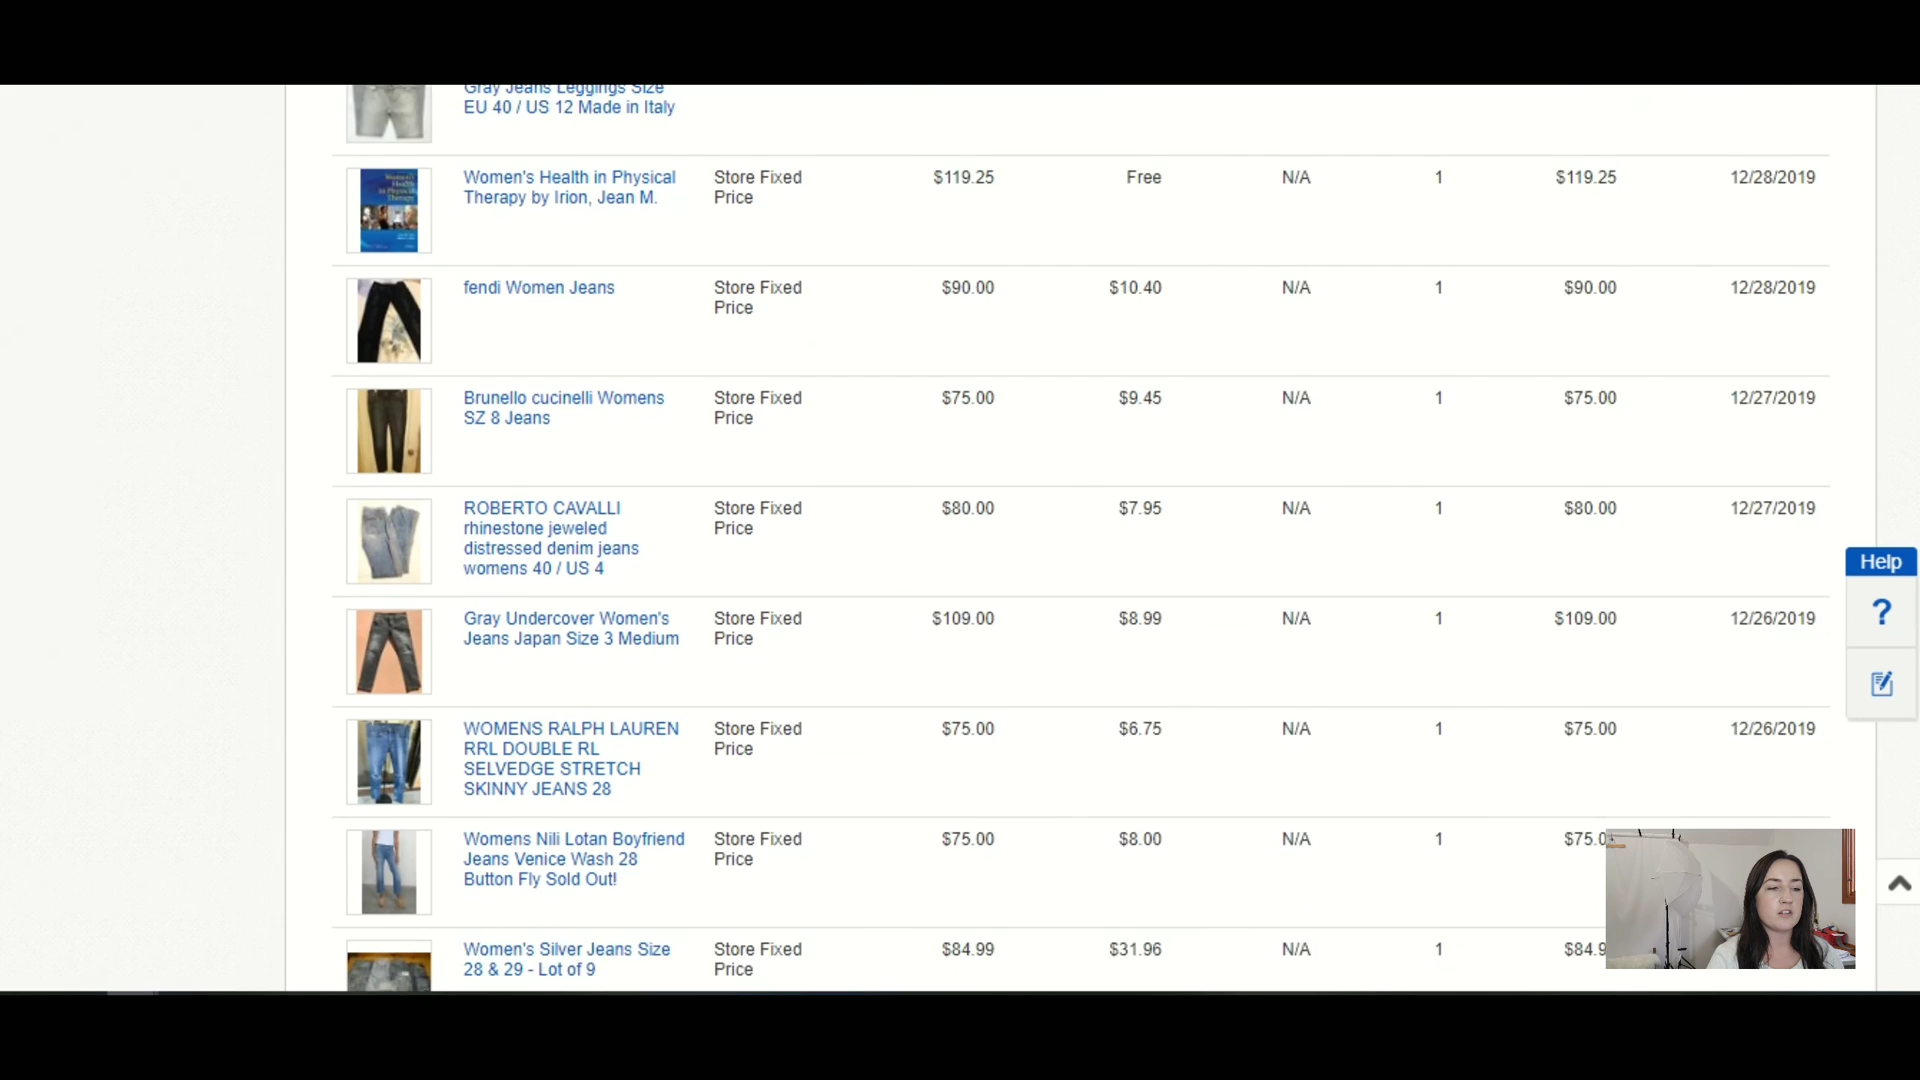 Gray Jeans Leggings Size
EU 40 / US 12 Made in Italy
Women's Health in Physical
Therapy by Irion, Jean M.
Store Fixed
Price
$119.25
Free
N/A
1
$119.25
12/28/2019
fendi Women Jeans
Store Fixed
Price
$90.00
$10.40
N/A
1
$90.00
12/28/2019
Brunello cucinelli Womens
SZ 8 Jeans
Store Fixed
Price
$75.00
$9.45
N/A
1
$75.00
12/27/2019
ROBERTO CAVALLI
rhinestone jeweled
distressed denim jeans
womens 40 / US 4
Store Fixed
Price
$80.00
$7.95
N/A
1
$80.00
12/27/2019
Gray Undercover Women's
Jeans Japan Size 3 Medium
Store Fixed
Price
$109.00
$8.99
N/A
1
$109.00
12/26/2019
WOMENS RALPH LAUREN
RRL DOUBLE RL
SELVEDGE STRETCH
SKINNY JEANS 28
Store Fixed
Price
$75.00
$6.75
N/A
1
$75.00
12/26/2019
Womens Nili Lotan Boyfriend
Jeans Venice Wash 28
Button Fly Sold Out!
Store Fixed
Price
$75.00
$8.00
N/A
1
$75.0
Women's Silver Jeans Size
28 & 29 - Lot of 9
Store Fixed
Price
$84.99
$31.96
N/A
1
$84.9
Help
?